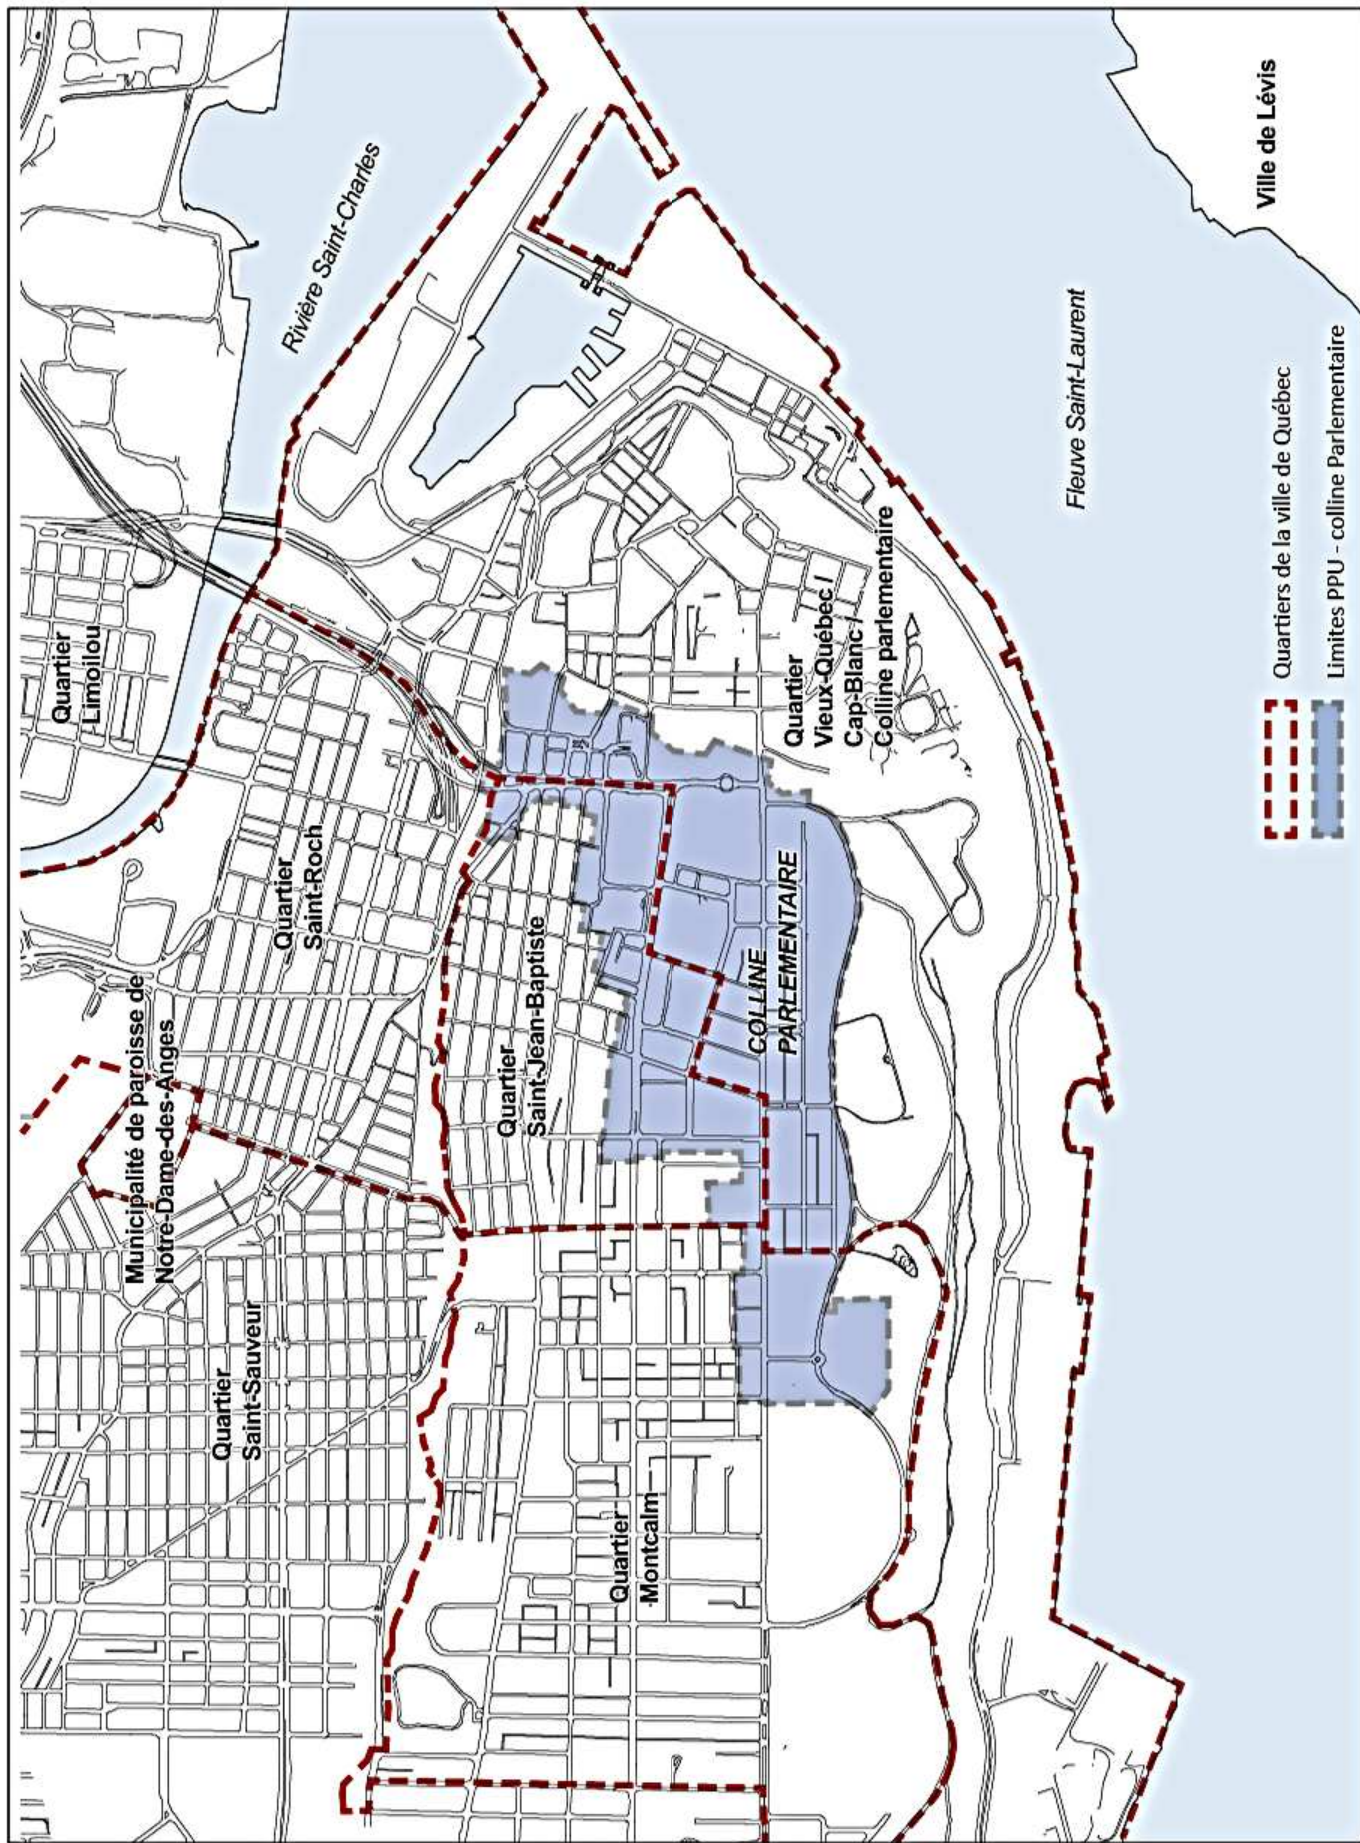 Quartier
Limoilou
Rivière Saint-Charles
Municipalité de paroisse de
Notre-Dame-des-Anges
Quartier
Saint-Roch
Quartier
Saint-Sauveur
Quartier
Saint-Jean-Baptiste
Quartier
Montcalm
COLLINE
PARLEMENTAIRE
Quartier
Vieux-Québec /
Cap-Blanc /
Colline parlementaire
Fleuve Saint-Laurent
Ville de Lévis
Quartiers de la ville de Québec
Limites PPU - colline Parlementaire